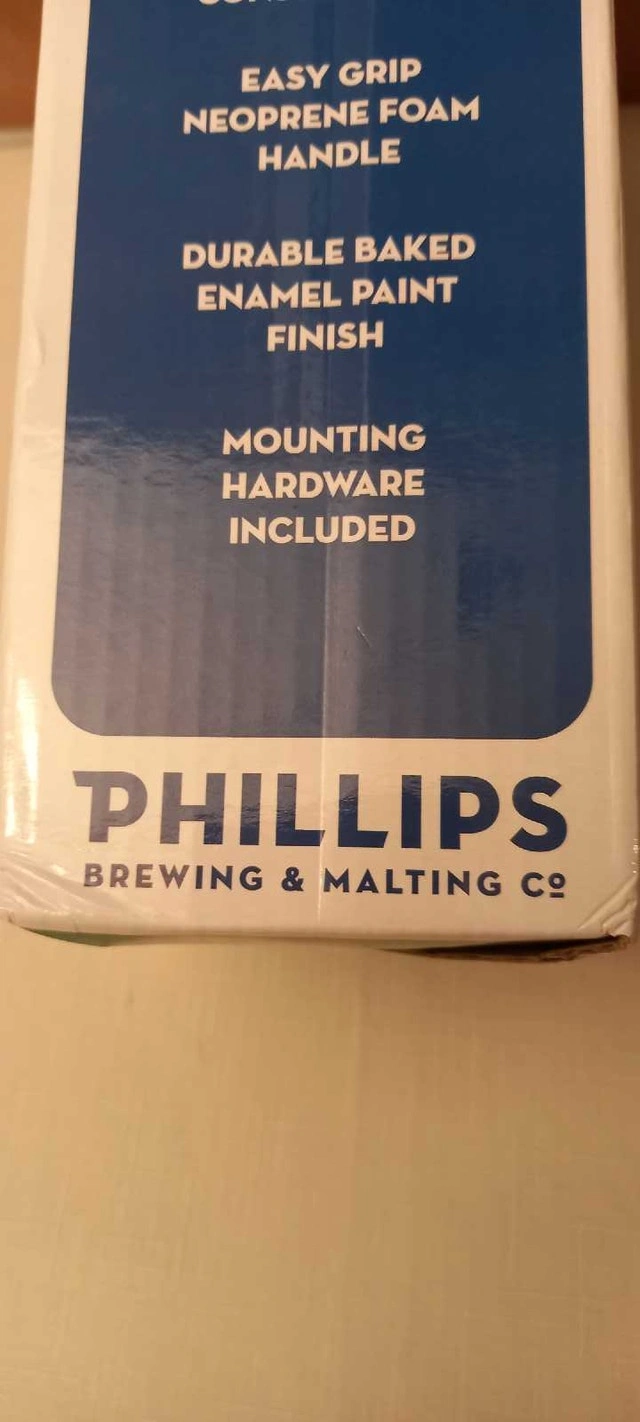 EASY GRIP
NEOPRENE FOAM
HANDLE
DURABLE BAKED
ENAMEL PAINT
FINISH
MOUNTING
HARDWARE
INCLUDED
PHILLIPS
BREWING & MALTING Cº